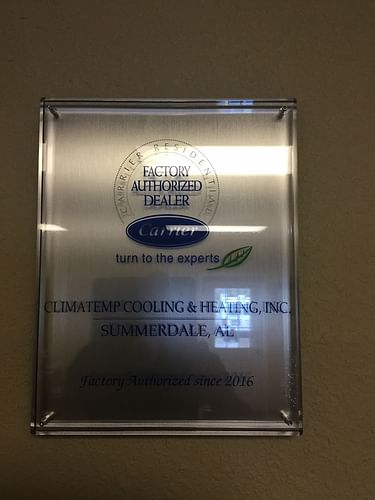 CARRIER RESIDENTIAL
FACTORY
AUTHORIZED
DEALER
Carrier
turn to the experts
CLIMATEMP COOLING & HEATING, INC.
SUMMERDALE, AL
Factory Authorized since 2016